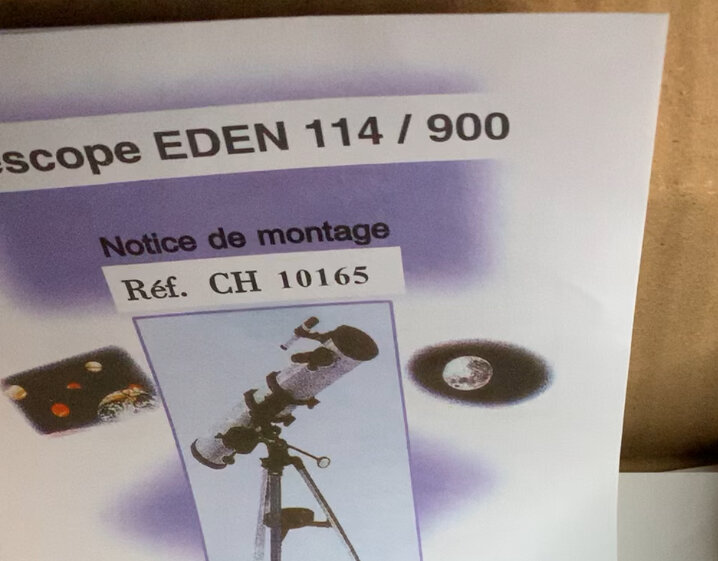 escope EDEN 114 / 900
Notice de montage
Réf. CH 10165